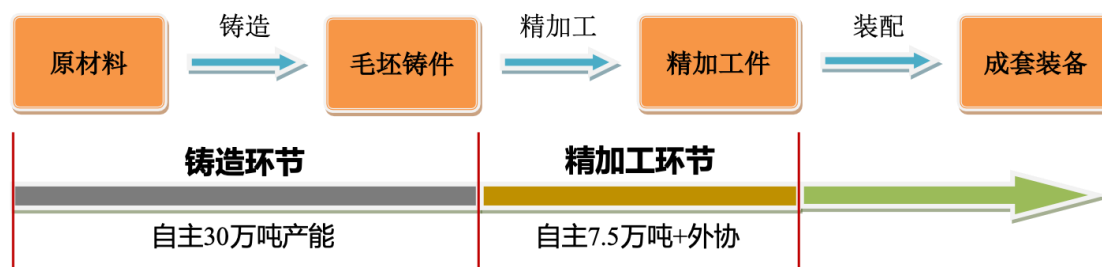 铸造 精加工 装配
原材料 毛坯铸件 精加工件 成套装备
铸造环节 精加工环节
自主30万吨产能 自主7.5万吨+外协